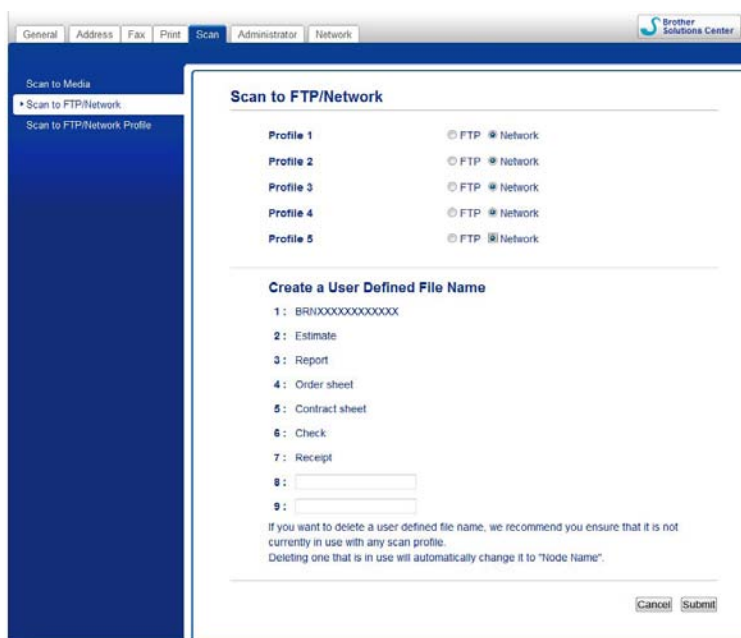 General Address Fax Print Scan Administrator Network
Brother
Solutions Center
Scan to Media
Scan to FTP/Network
Scan to FTP/Network Profile
Scan to FTP/Network
Profile 1 FTP Network
Profile 2 FTP Network
Profile 3 FTP Network
Profile 4 FTP Network
Profile 5 FTP Network
Create a User Defined File Name
1 : BRNXXXXXXXXXXXX
2 : Estimate
3 : Report
4 : Order sheet
5 : Contract sheet
6 : Check
7 : Receipt
8 :
9 :
If you want to delete a user defined file name, we recommend you ensure that it is not
currently in use with any scan profile.
Deleting one that is in use will automatically change it to "Node Name".
Cancel Submit